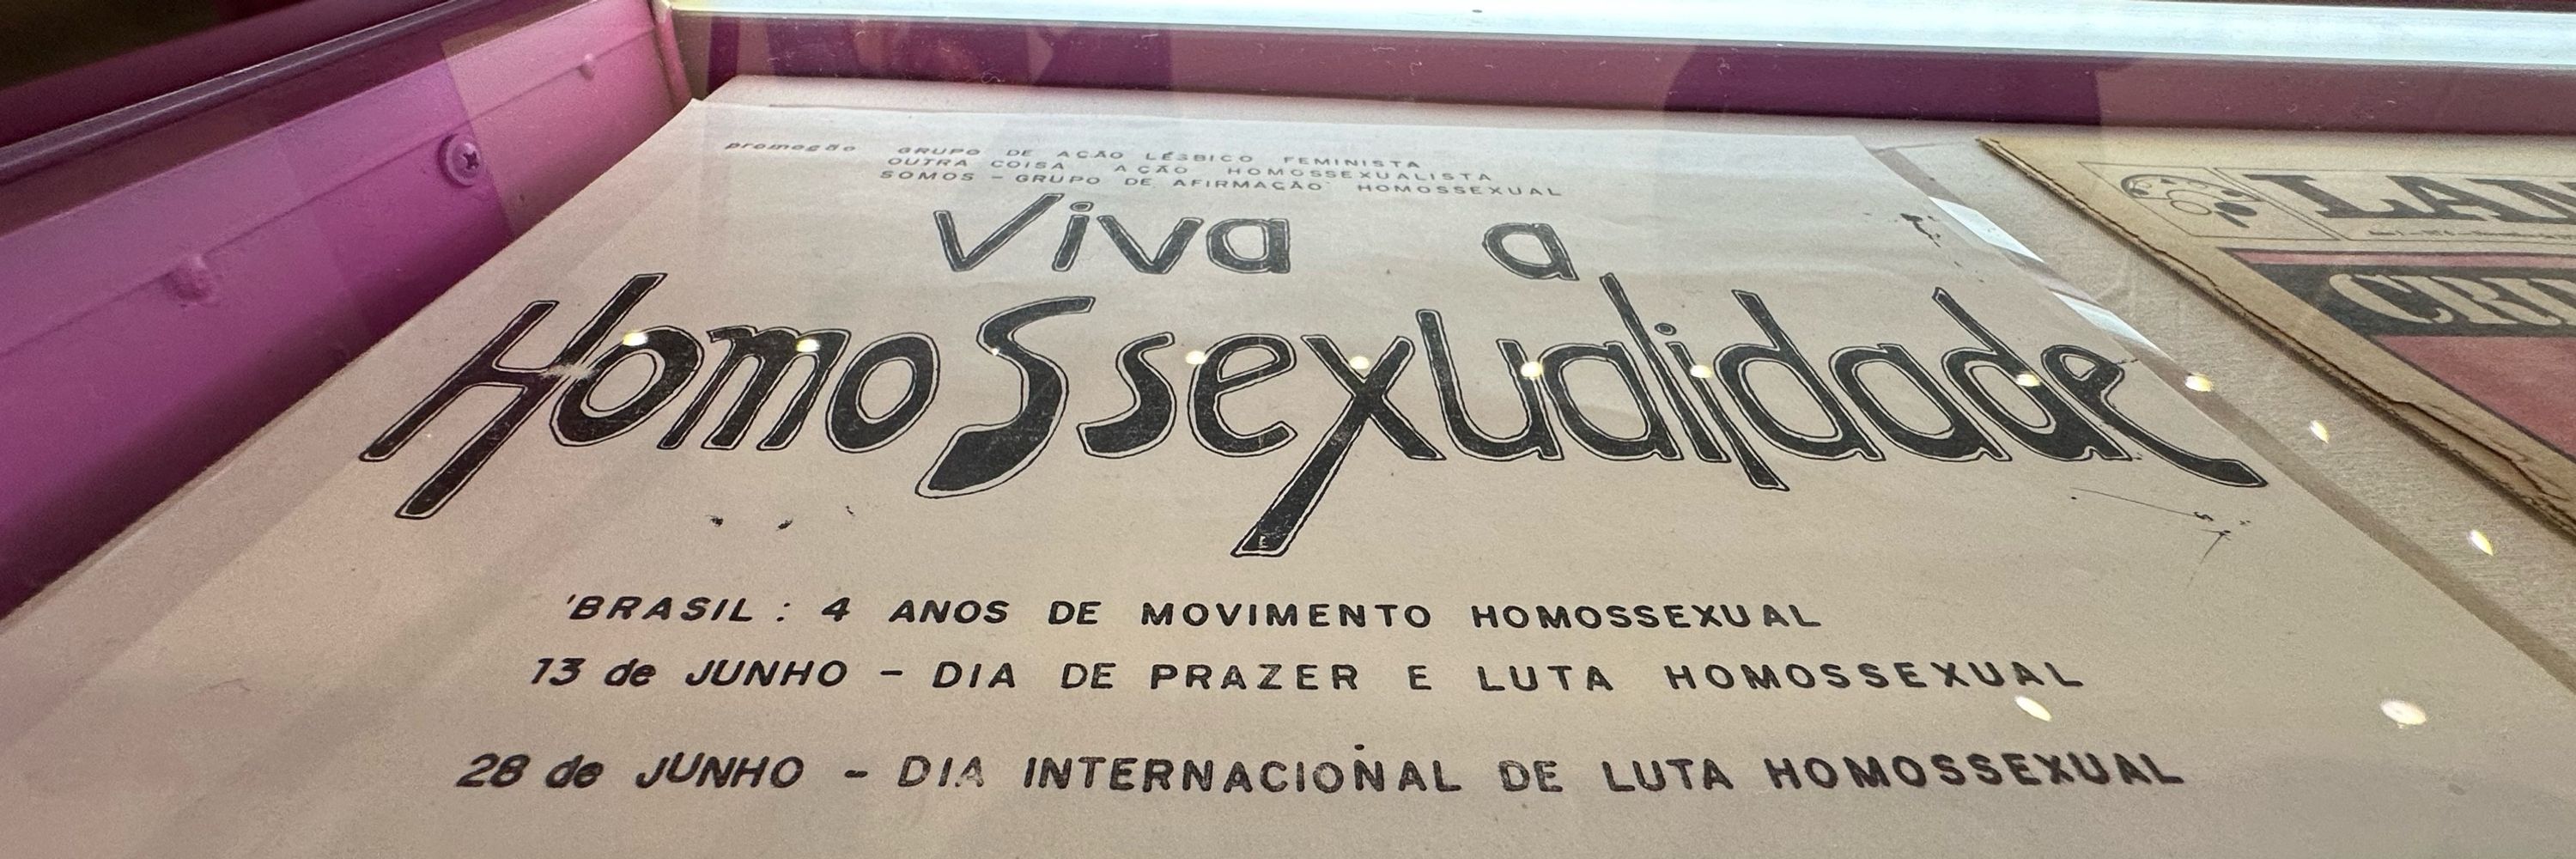 promoção GRUPO DE AÇÃO LÉSBICO FEMINISTA
OUTRA COISA AÇÃO HOMOSSEXUALISTA
SOMOS - GRUPO DE AFIRMAÇÃO HOMOSSEXUAL
Viva a
HomoSsexualidade
'BRASIL : 4 ANOS DE MOVIMENTO HOMOSSEXUAL
13 de JUNHO - DIA DE PRAZER E LUTA HOMOSSEXUAL
28 de JUNHO - DIA INTERNACIONAL DE LUTA HOMOSSEXUAL